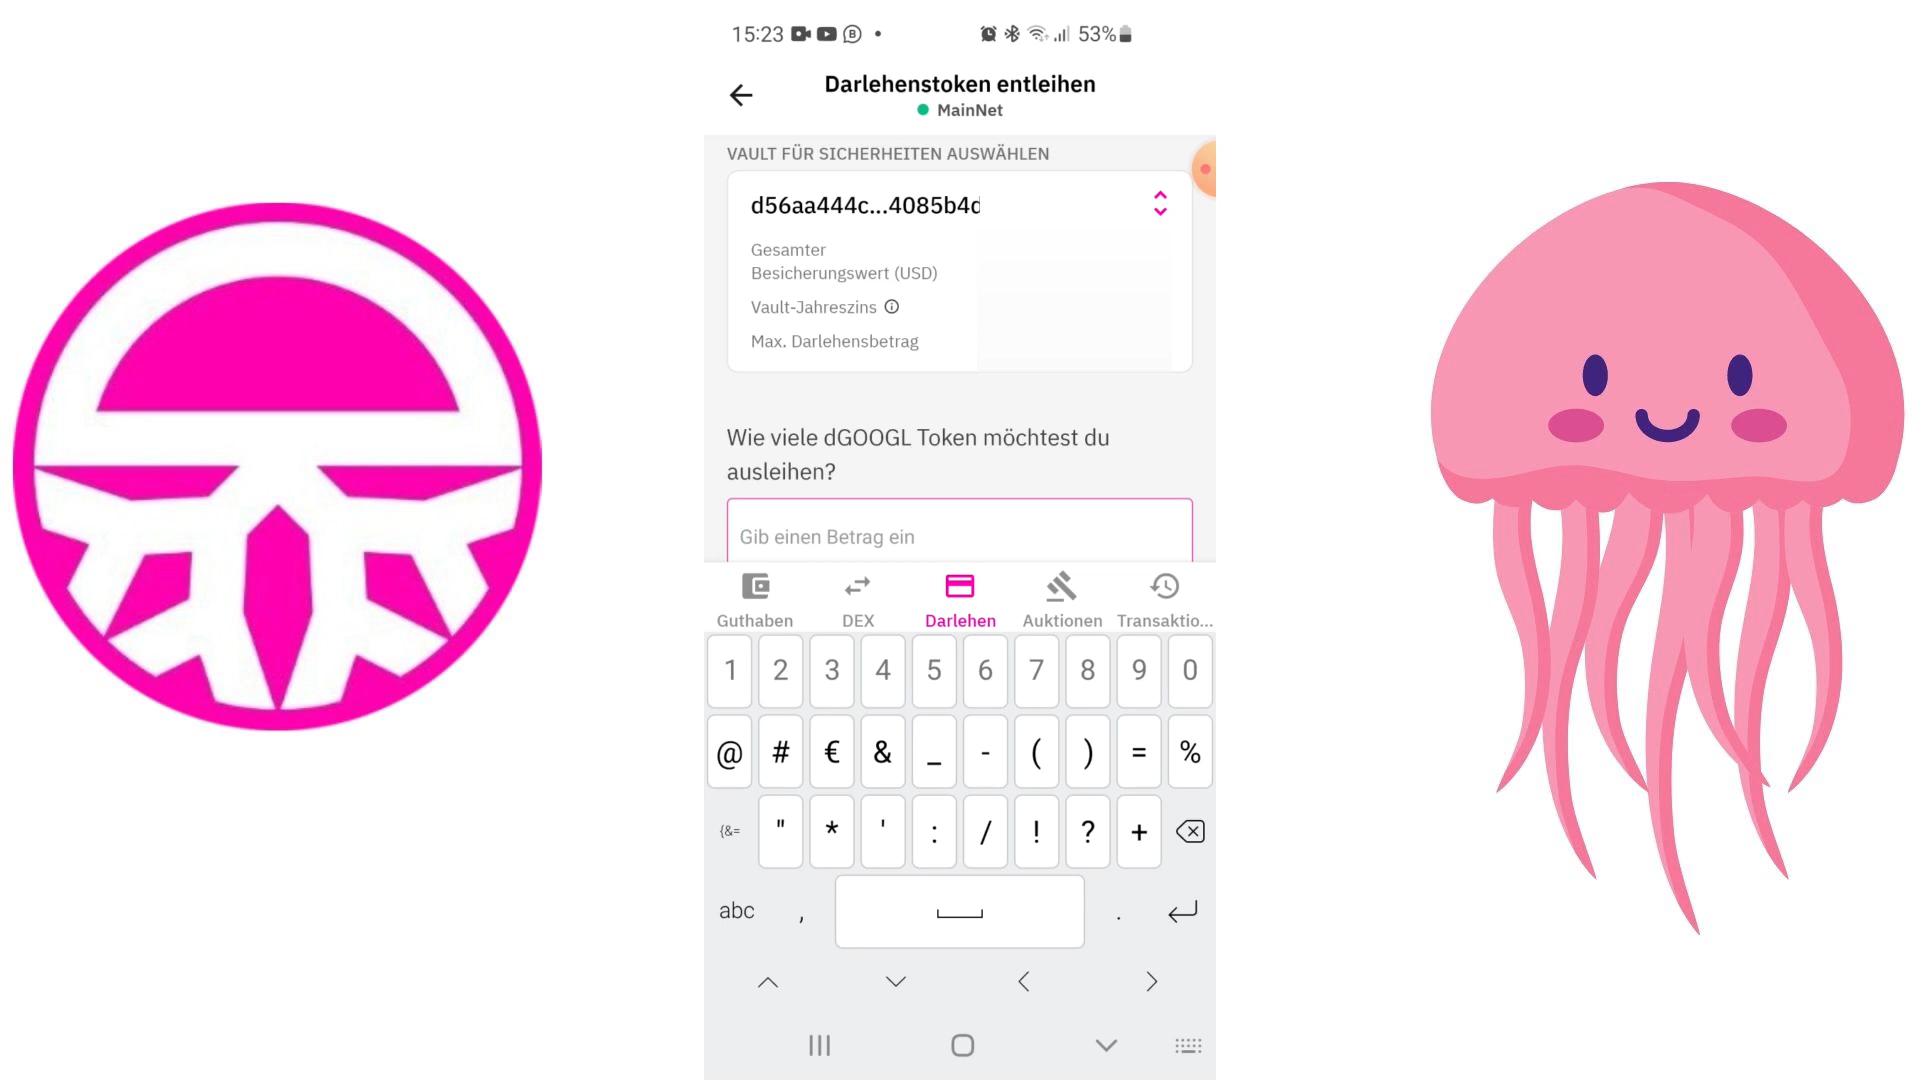 15:23 53%
Darlehenstoken entleihen
MainNet
VAULT FÜR SICHERHEITEN AUSWÄHLEN
d56aa444c...4085b4d
Gesamter
Besicherungswert (USD)
Vault-Jahreszins
Max. Darlehensbetrag
Wie viele dGOOGL Token möchtest du
ausleihen?
Gib einen Betrag ein
Guthaben DEX Darlehen Auktionen Transaktio...
1 2 3 4 5 6 7 8 9 0
@ # € & _ - ( ) = %
{&= " * ' : / ! ? +
abc , .